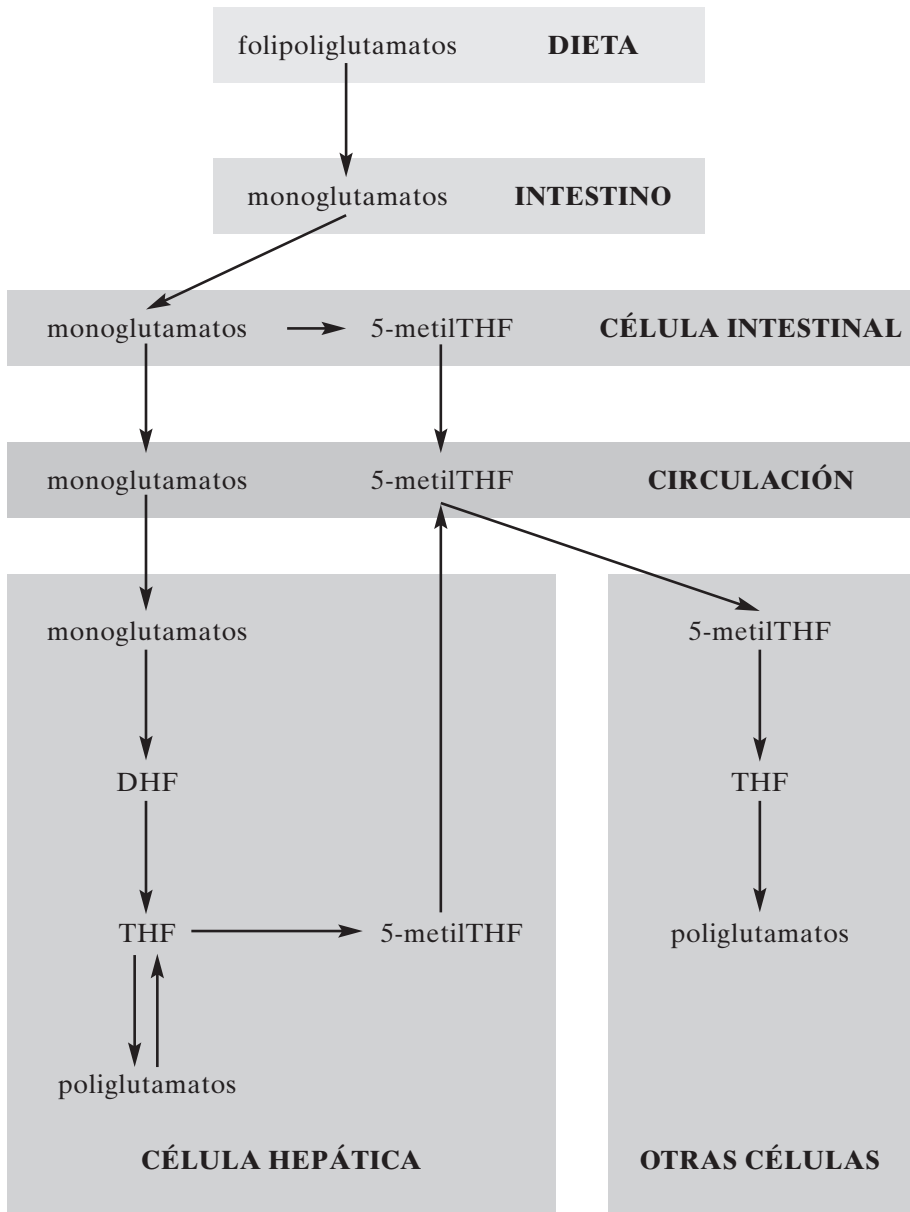 folipoliglutamatos DIETA
monoglutamatos INTESTINO
monoglutamatos 5-metilTHF CÉLULA INTESTINAL
monoglutamatos 5-metilTHF CIRCULACIÓN
monoglutamatos 5-metilTHF
DHF THF
THF 5-metilTHF poliglutamatos
poliglutamatos
CÉLULA HEPÁTICA OTRAS CÉLULAS